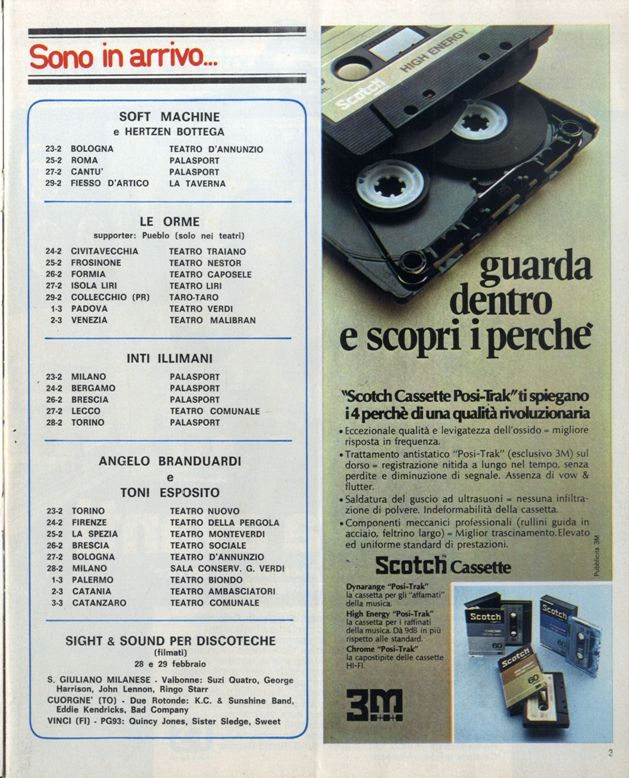 Sono in arrivo...
SOFT MACHINE
e HERTZEN BOTTEGA
23-2 BOLOGNA TEATRO D'ANNUNZIO
25-2 ROMA PALASPORT
27-2 CANTU' PALASPORT
29-2 FIESSO D'ARTICO LA TAVERNA
LE ORME
supporter: Pueblo (solo nei teatri)
24-2 CIVITAVECCHIA TEATRO TRAIANO
25-2 FROSINONE TEATRO NESTOR
26-2 FORMIA TEATRO CAPOSELE
27-2 ISOLA LIRI TEATRO LIRI
29-2 COLLECCHIO (PR) TARO-TARO
1-3 PADOVA TEATRO VERDI
2-3 VENEZIA TEATRO MALIBRAN
INTI ILLIMANI
23-2 MILANO PALASPORT
24-2 BERGAMO PALASPORT
26-2 BRESCIA PALASPORT
27-2 LECCO TEATRO COMUNALE
28-2 TORINO PALASPORT
ANGELO BRANDUARDI
e
TONI ESPOSITO
23-2 TORINO TEATRO NUOVO
24-2 FIRENZE TEATRO DELLA PERGOLA
25-2 LA SPEZIA TEATRO MONTEVERDI
26-2 BRESCIA TEATRO SOCIALE
27-2 BOLOGNA TEATRO D'ANNUNZIO
28-2 MILANO SALA CONSERV. G. VERDI
1-3 PALERMO TEATRO BIONDO
2-3 CATANIA TEATRO AMBASCIATORI
3-3 CATANZARO TEATRO COMUNALE
SIGHT & SOUND PER DISCOTECHE
(filmati)
28 e 29 febbraio
S. GIULIANO MILANESE - Valbonne: Suzi Quatro, George
Harrison, John Lennon, Ringo Starr
CUORGNE' (TO) - Due Rotonde: K.C. & Sunshine Band,
Eddie Kendricks, Bad Company
VINCI (FI) - PG93: Quincy Jones, Sister Sledge, Sweet
Scotch HIGH ENERGY
guarda
dentro
e scopri i perchè
"Scotch Cassette Posi-Trak" ti spiegano
i 4 perchè di una qualità rivoluzionaria
• Eccezionale qualità e levigatezza dell'ossido = migliore
risposta in frequenza.
• Trattamento antistatico "Posi-Trak" (esclusivo 3M) sul
dorso = registrazione nitida a lungo nel tempo, senza
perdite e diminuzione di segnale. Assenza di vow &
flutter.
• Saldatura del guscio ad ultrasuoni = nessuna infiltra-
zione di polvere. Indeformabilità della cassetta.
• Componenti meccanici professionali (rullini guida in
acciaio, feltrino largo) = Miglior trascinamento. Elevato
ed uniforme standard di prestazioni.
Scotch™ Cassette
Dynarange "Posi-Trak"
la cassetta per gli "affamati"
della musica.
High Energy "Posi-Trak"
la cassetta per i raffinati
della musica. Dà 9dB in più
rispetto alle standard.
Chrome "Posi-Trak"
la capostipite delle cassette
HI-FI.
3M
Pubblicità 3M
Scotch
60
Scotch
60
Scotch
60
3